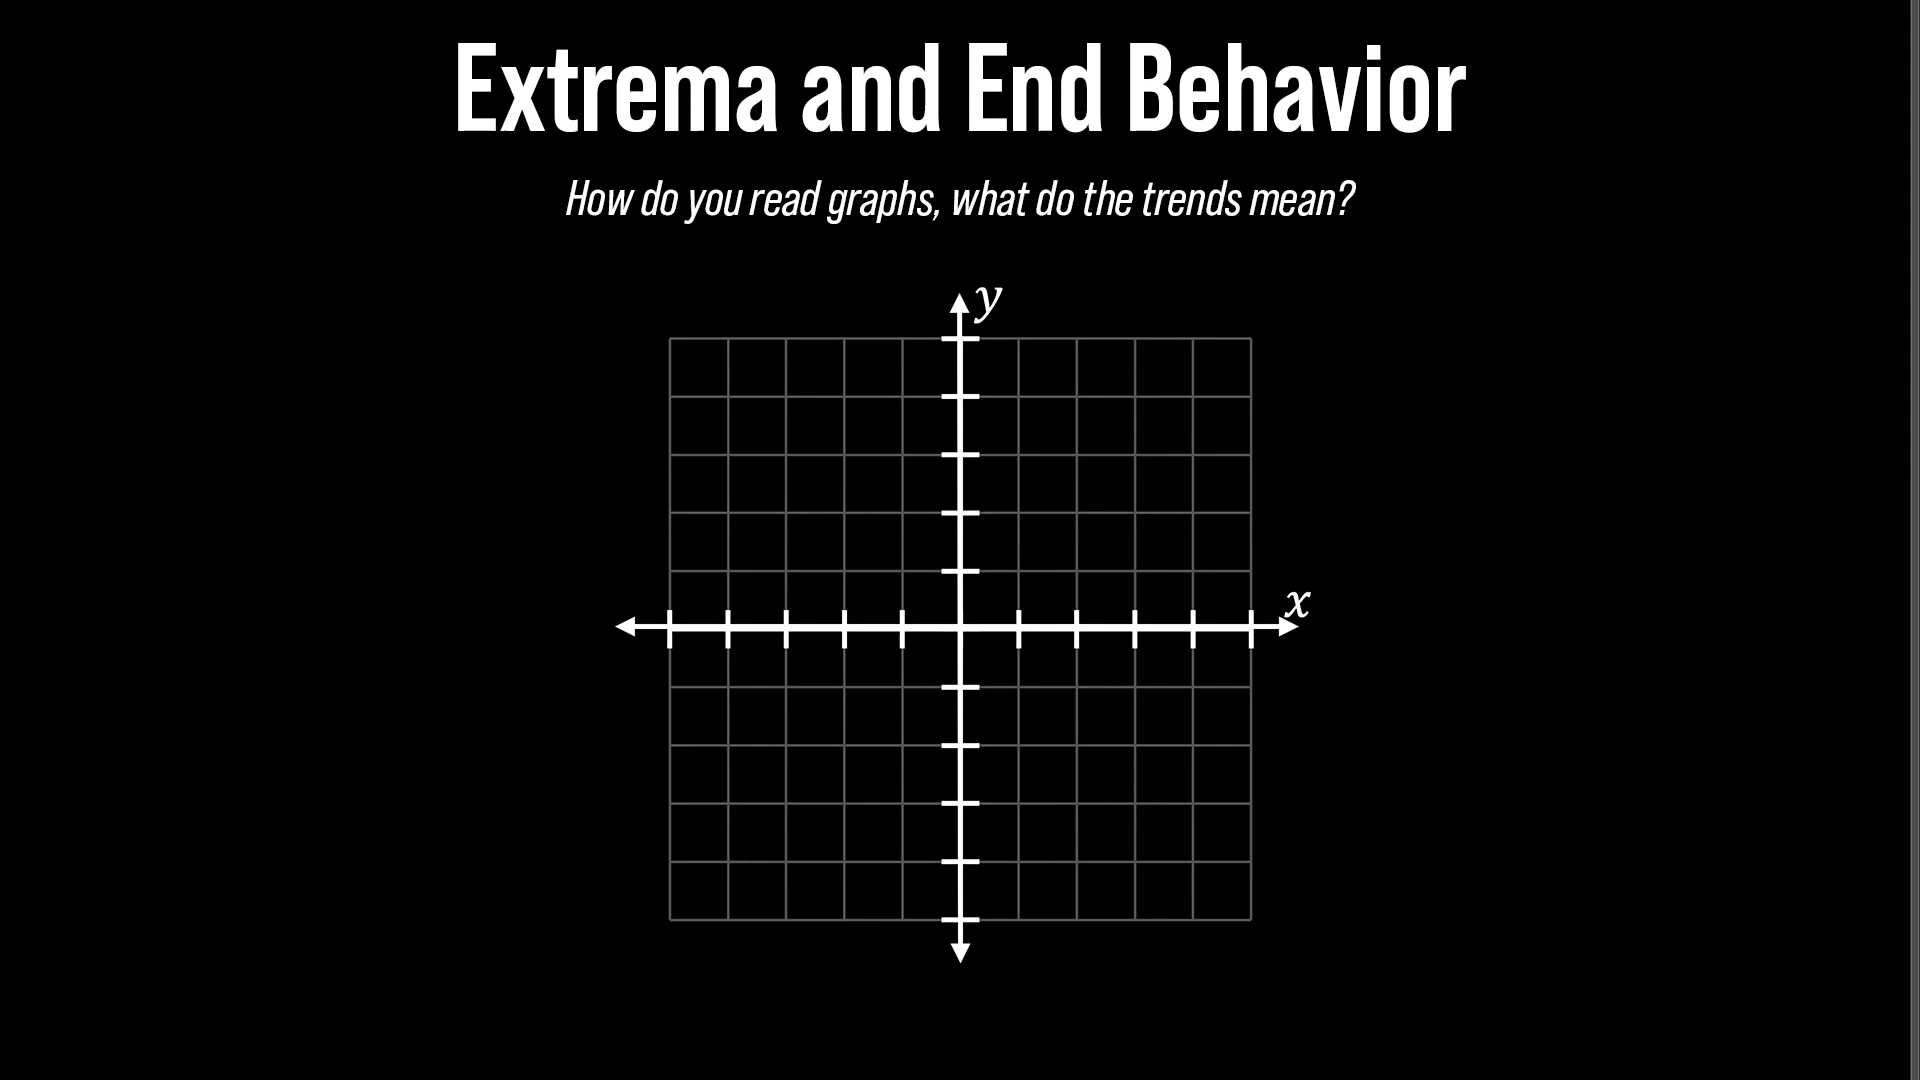 Extrema and End Behavior
How do you read graphs, what do the trends mean?
y
x